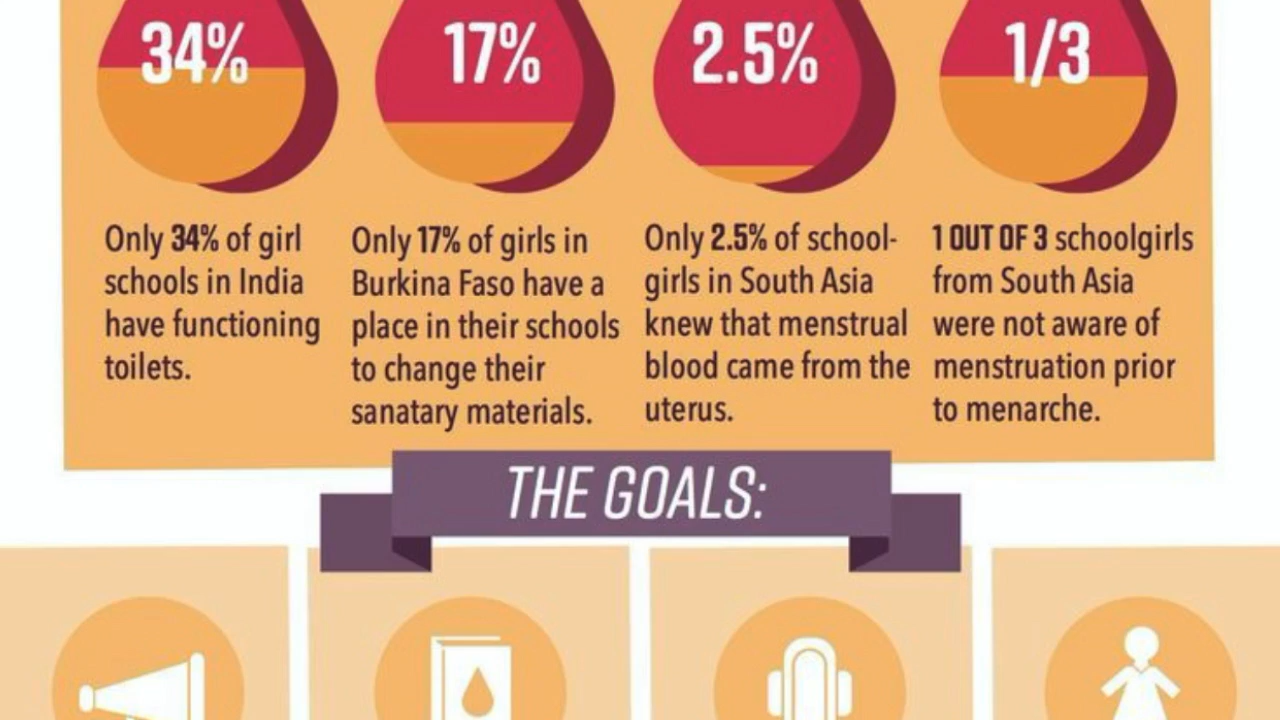 34%
17%
2.5%
1/3
Only 34% of girl
schools in India
have functioning
toilets.
Only 17% of girls in
Burkina Faso have a
place in their schools
to change their
sanatary materials.
Only 2.5% of school-
girls in South Asia
knew that menstrual
blood came from the
uterus.
1 OUT OF 3 schoolgirls
from South Asia
were not aware of
menstruation prior
to menarche.
THE GOALS: